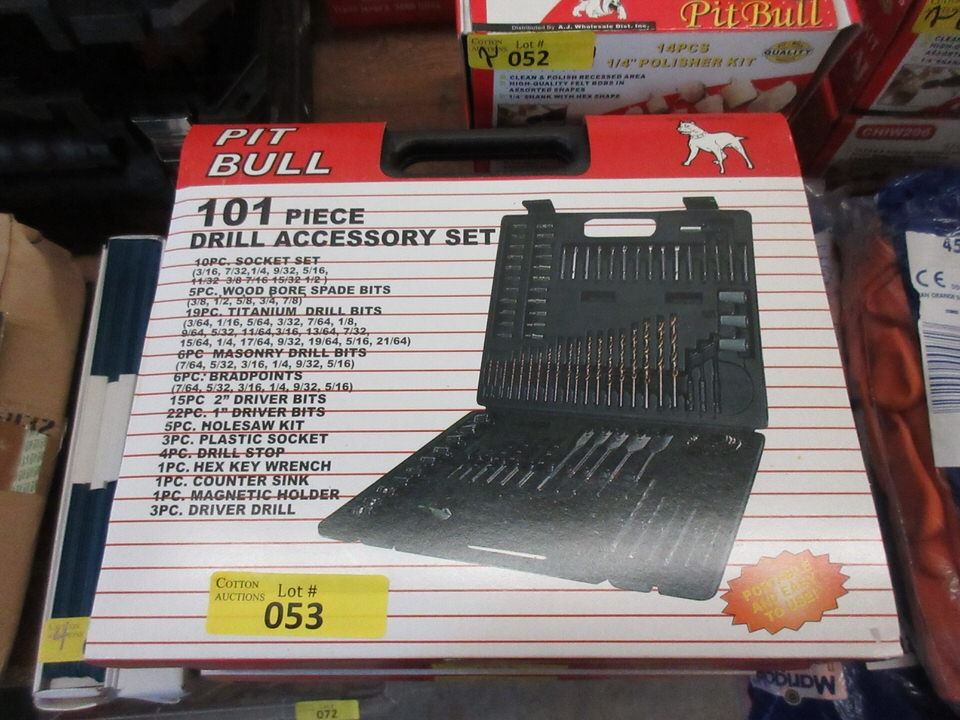 Distributed by A.J. Wholesale Dist. Inc.
PitBull
COTTON
Lot #
052
14PCS
1/4" POLISHER KIT
QUALITY
CLEAN & POLISH RECESSED AREA
HIGH-QUALITY FELT BOBS IN
ASSORTED SHAPES
1/4" SHANK WITH HEX SHAPE
CHIW296
PIT
BULL
101 PIECE
DRILL ACCESSORY SET
10PC. SOCKET SET
(3/16, 7/32,1/4, 9/32, 5/16,
11/32 3/8 7/16 15/32 1/2)
5PC. WOOD BORE SPADE BITS
(3/8, 1/2, 5/8, 3/4, 7/8)
19PC. TITANIUM DRILL BITS
(3/64, 1/16, 5/64, 3/32, 7/64, 1/8,
9/64, 5/32, 11/64,3/16, 13/64, 7/32,
15/64, 1/4, 17/64, 9/32, 19/64, 5/16, 21/64)
6PC MASONRY DRILL BITS
(7/64, 5/32, 3/16, 1/4, 9/32, 5/16)
6PC. BRADPOINTS
(7/64, 5/32, 3/16, 1/4, 9/32, 5/16)
15PC 2" DRIVER BITS
22PC. 1" DRIVER BITS
5PC. HOLESAW KIT
3PC. PLASTIC SOCKET
4PC. DRILL STOP
1PC. HEX KEY WRENCH
1PC. COUNTER SINK
1PC. MAGNETIC HOLDER
3PC. DRIVER DRILL
COTTON
AUCTIONS
Lot #
053
PORTABLE
AND EASY
TO USE!
45
CE
072